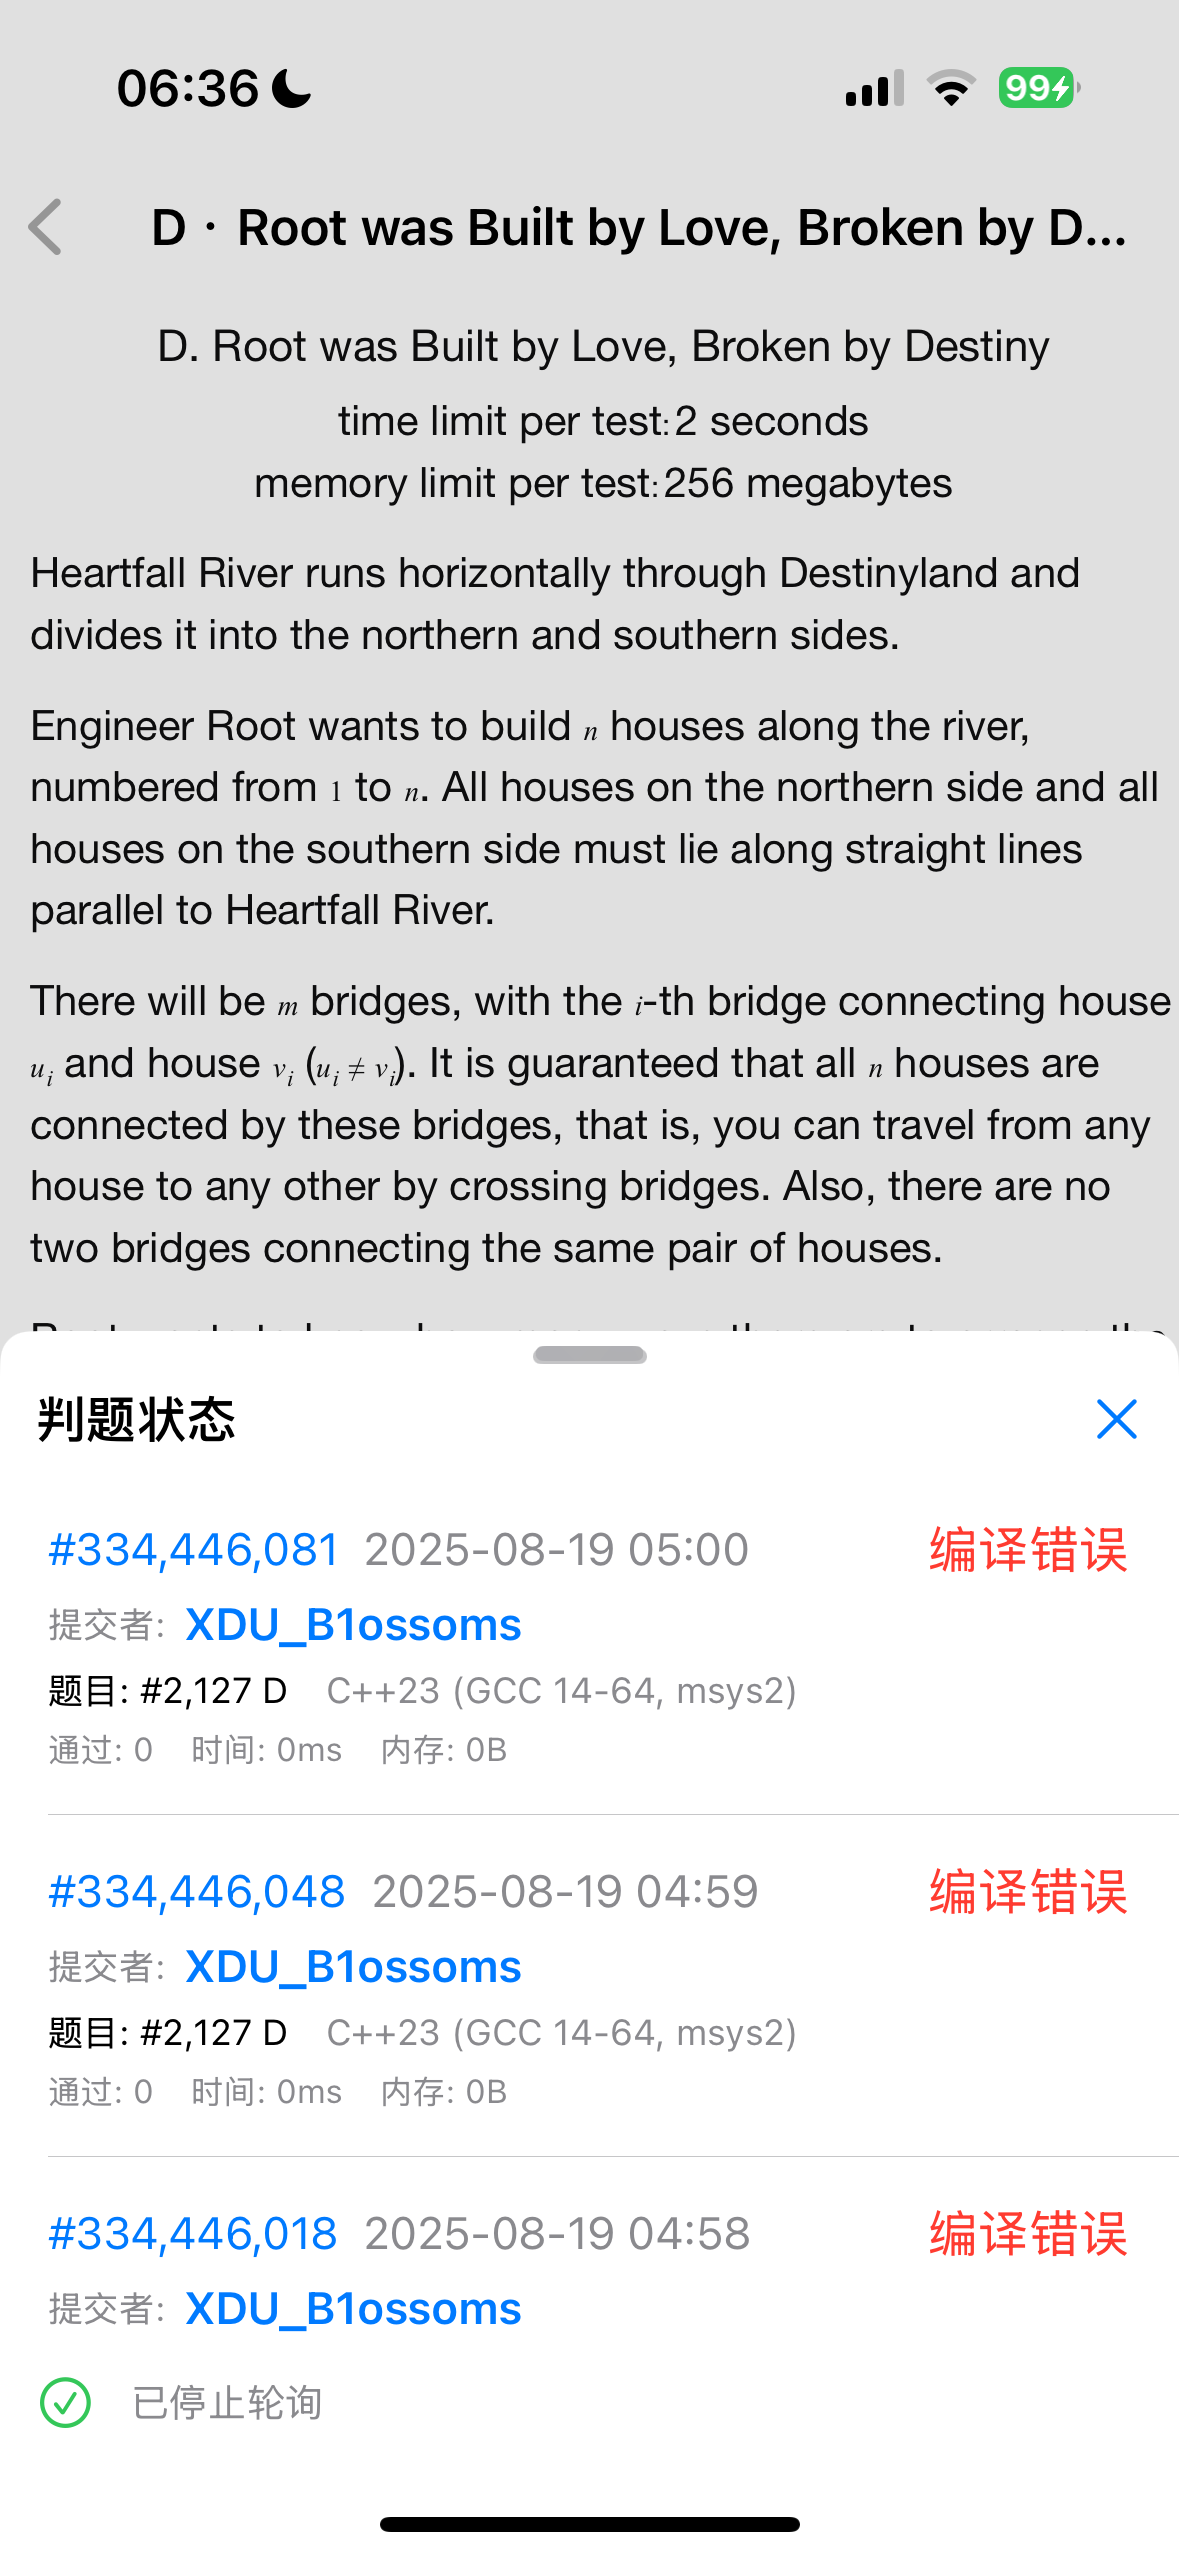 06:36
99
D · Root was Built by Love, Broken by D...
D. Root was Built by Love, Broken by Destiny
time limit per test:2 seconds
memory limit per test:256 megabytes
Heartfall River runs horizontally through Destinyland and
divides it into the northern and southern sides.
Engineer Root wants to build n houses along the river,
numbered from 1 to n. All houses on the northern side and all
houses on the southern side must lie along straight lines
parallel to Heartfall River.
There will be m bridges, with the i-th bridge connecting house
u_i and house v_i (u_i ≠ v_i). It is guaranteed that all n houses are
connected by these bridges, that is, you can travel from any
house to any other by crossing bridges. Also, there are no
two bridges connecting the same pair of houses.
判题状态
#334,446,081 2025-08-19 05:00 编译错误
提交者: XDU_B1ossoms
题目: #2,127 D C++23 (GCC 14-64, msys2)
通过: 0 时间: 0ms 内存: 0B
#334,446,048 2025-08-19 04:59 编译错误
提交者: XDU_B1ossoms
题目: #2,127 D C++23 (GCC 14-64, msys2)
通过: 0 时间: 0ms 内存: 0B
#334,446,018 2025-08-19 04:58 编译错误
提交者: XDU_B1ossoms
已停止轮询